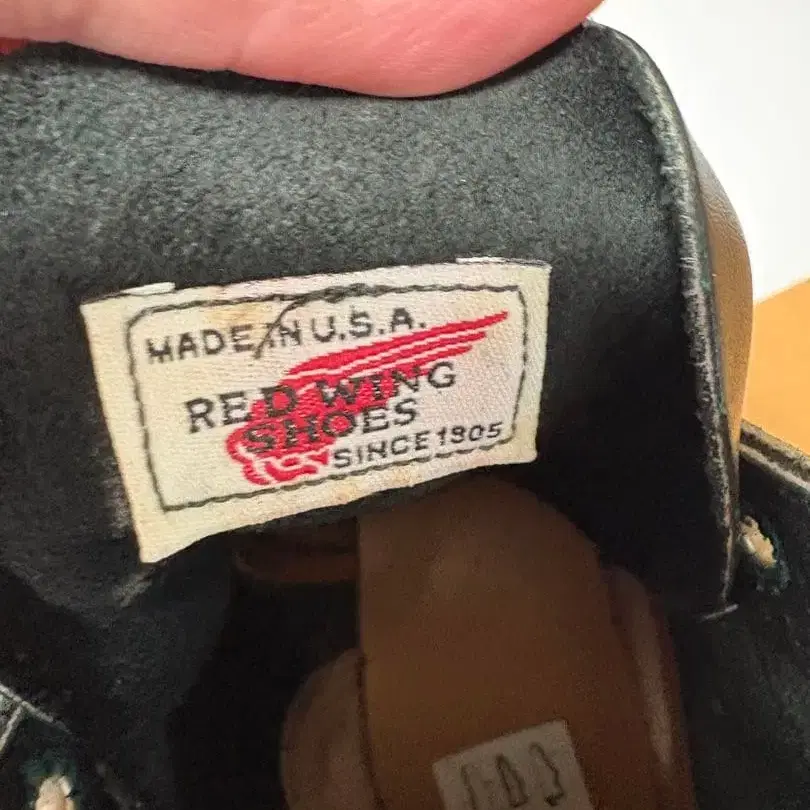 MADE IN U.S.A.
RED WING
SHOES
SINCE 1905